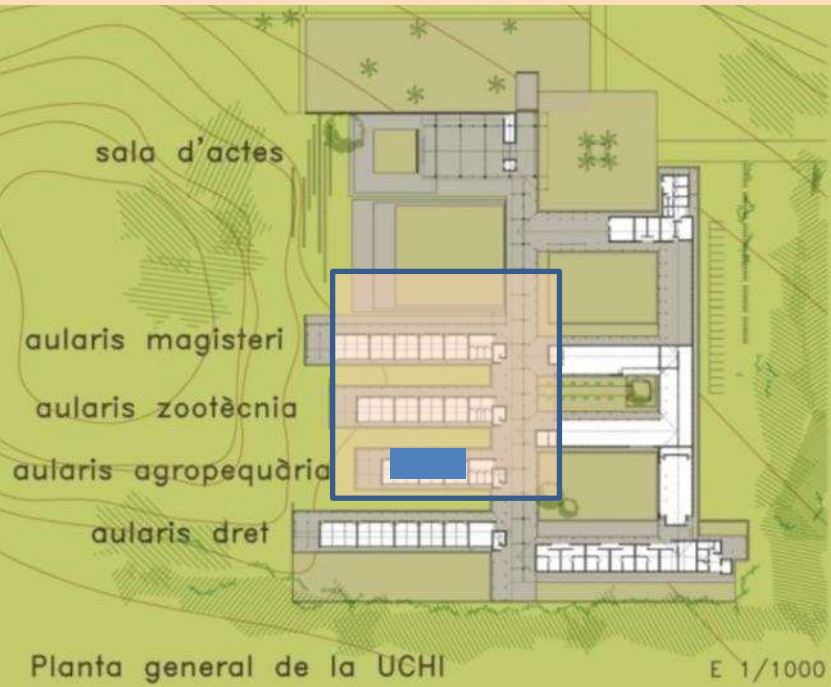 sala d'actes
aularis magisteri
aularis zootècnia
aularis agropequària
aularis dret
Planta general de la UCHI
E 1/1000